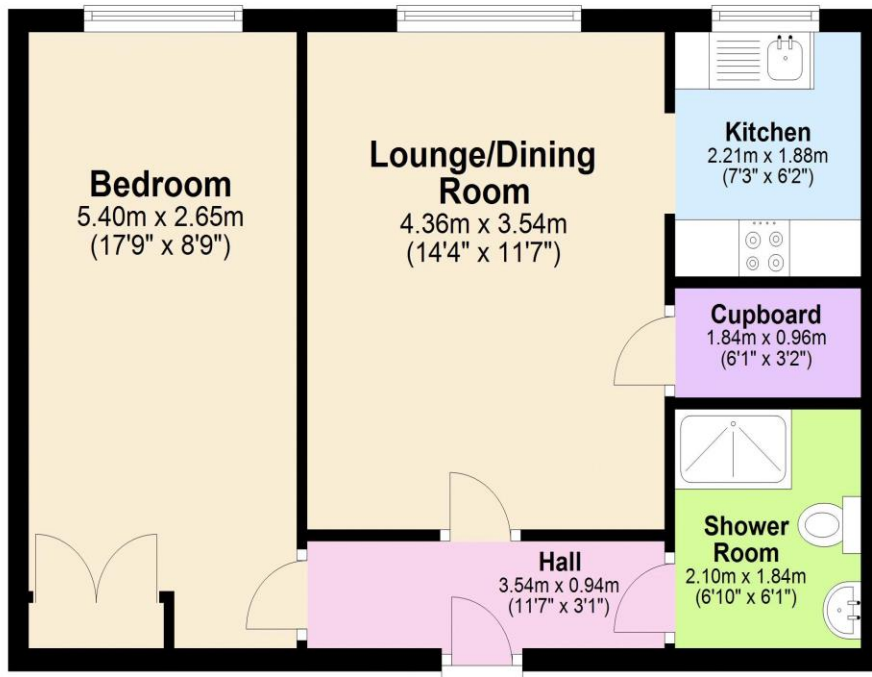 Bedroom
5.40m x 2.65m
(17'9" x 8'9")
Lounge/Dining
Room
4.36m x 3.54m
(14'4" x 11'7")
Kitchen
2.21m x 1.88m
(7'3" x 6'2")
Cupboard
1.84m x 0.96m
(6'1" x 3'2")
Shower
Room
2.10m x 1.84m
(6'10" x 6'1")
Hall
3.54m x 0.94m
(11'7" x 3'1")